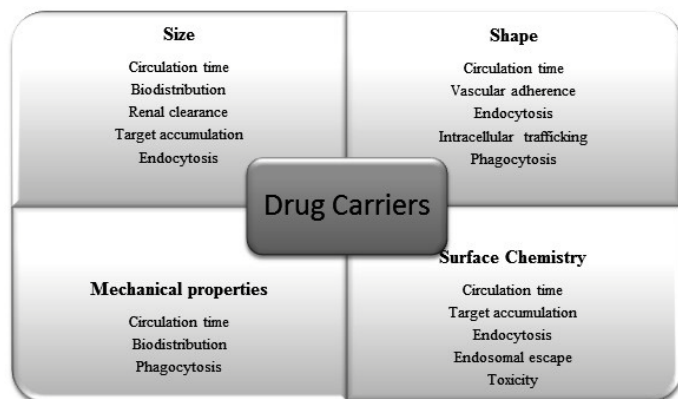 Size
Circulation time
Biodistribution
Renal clearance
Target accumulation
Endocytosis
Shape
Circulation time
Vascular adherence
Endocytosis
Intracellular trafficking
Phagocytosis
Drug Carriers
Mechanical properties
Circulation time
Biodistribution
Phagocytosis
Surface Chemistry
Circulation time
Target accumulation
Endocytosis
Endosomal escape
Toxicity